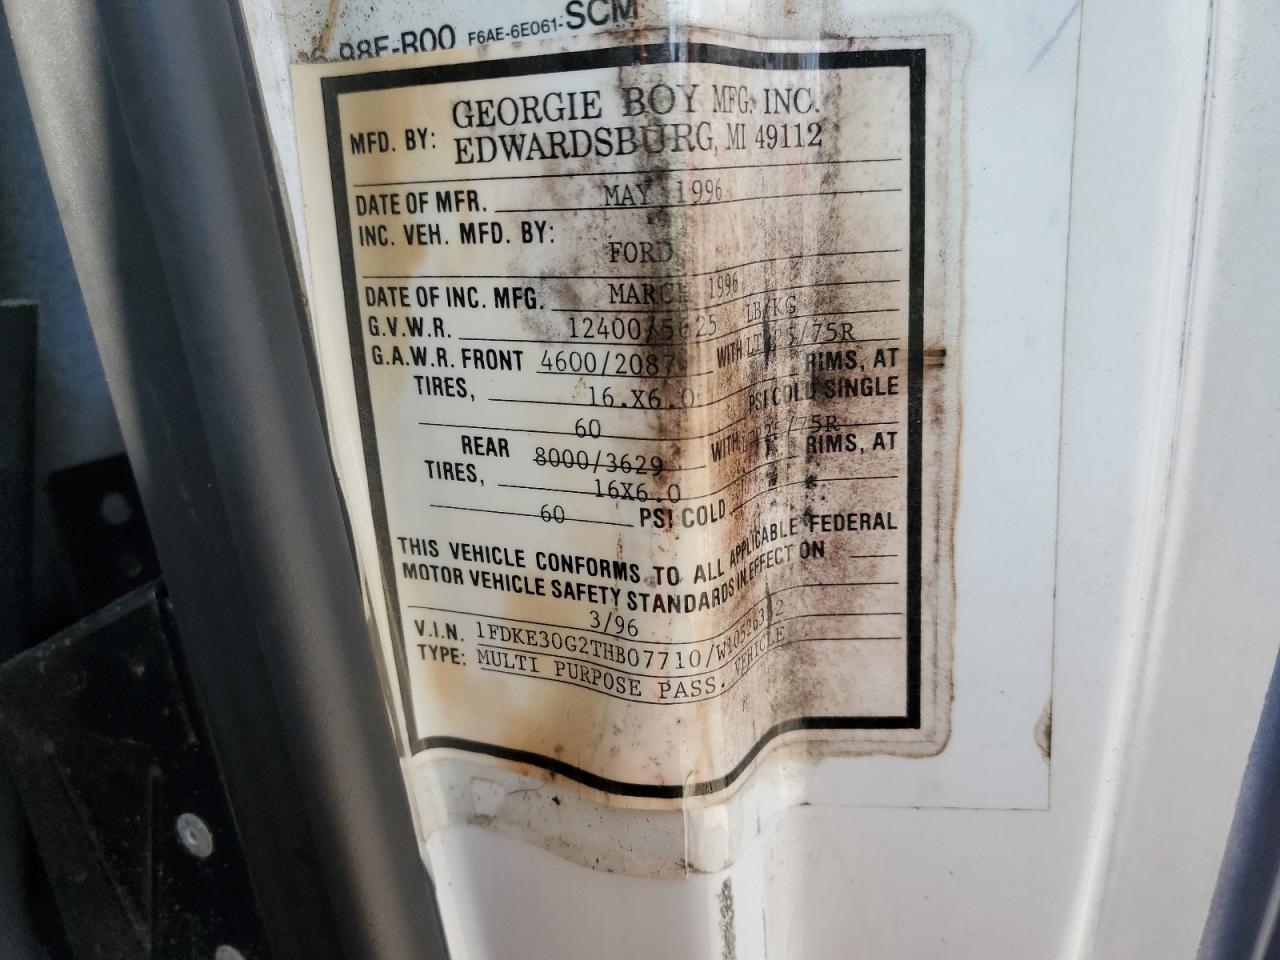 98F-R00 F6AE-6E061-SCM
MFD. BY: GEORGIE BOY MFG. INC.
EDWARDSBURG, MI 49112
DATE OF MFR. MAY 1996
INC. VEH. MFD. BY:
FORD
DATE OF INC. MFG. MARCH 1996
G.V.W.R. 12400/5625 LB/KG
G.A.W.R. FRONT 4600/2087 WITH /75R
TIRES, 16.X6.0 RIMS, AT
60 PSI COLD SINGLE
REAR 8000/3629 WITH /75R
TIRES, 16X6.0 RIMS, AT
60 PSI COLD
THIS VEHICLE CONFORMS TO ALL APPLICABLE FEDERAL
MOTOR VEHICLE SAFETY STANDARDS IN EFFECT ON
3/96
V.I.N. 1FDKE30G2THB07710/
TYPE: MULTI PURPOSE PASS. VEHICLE